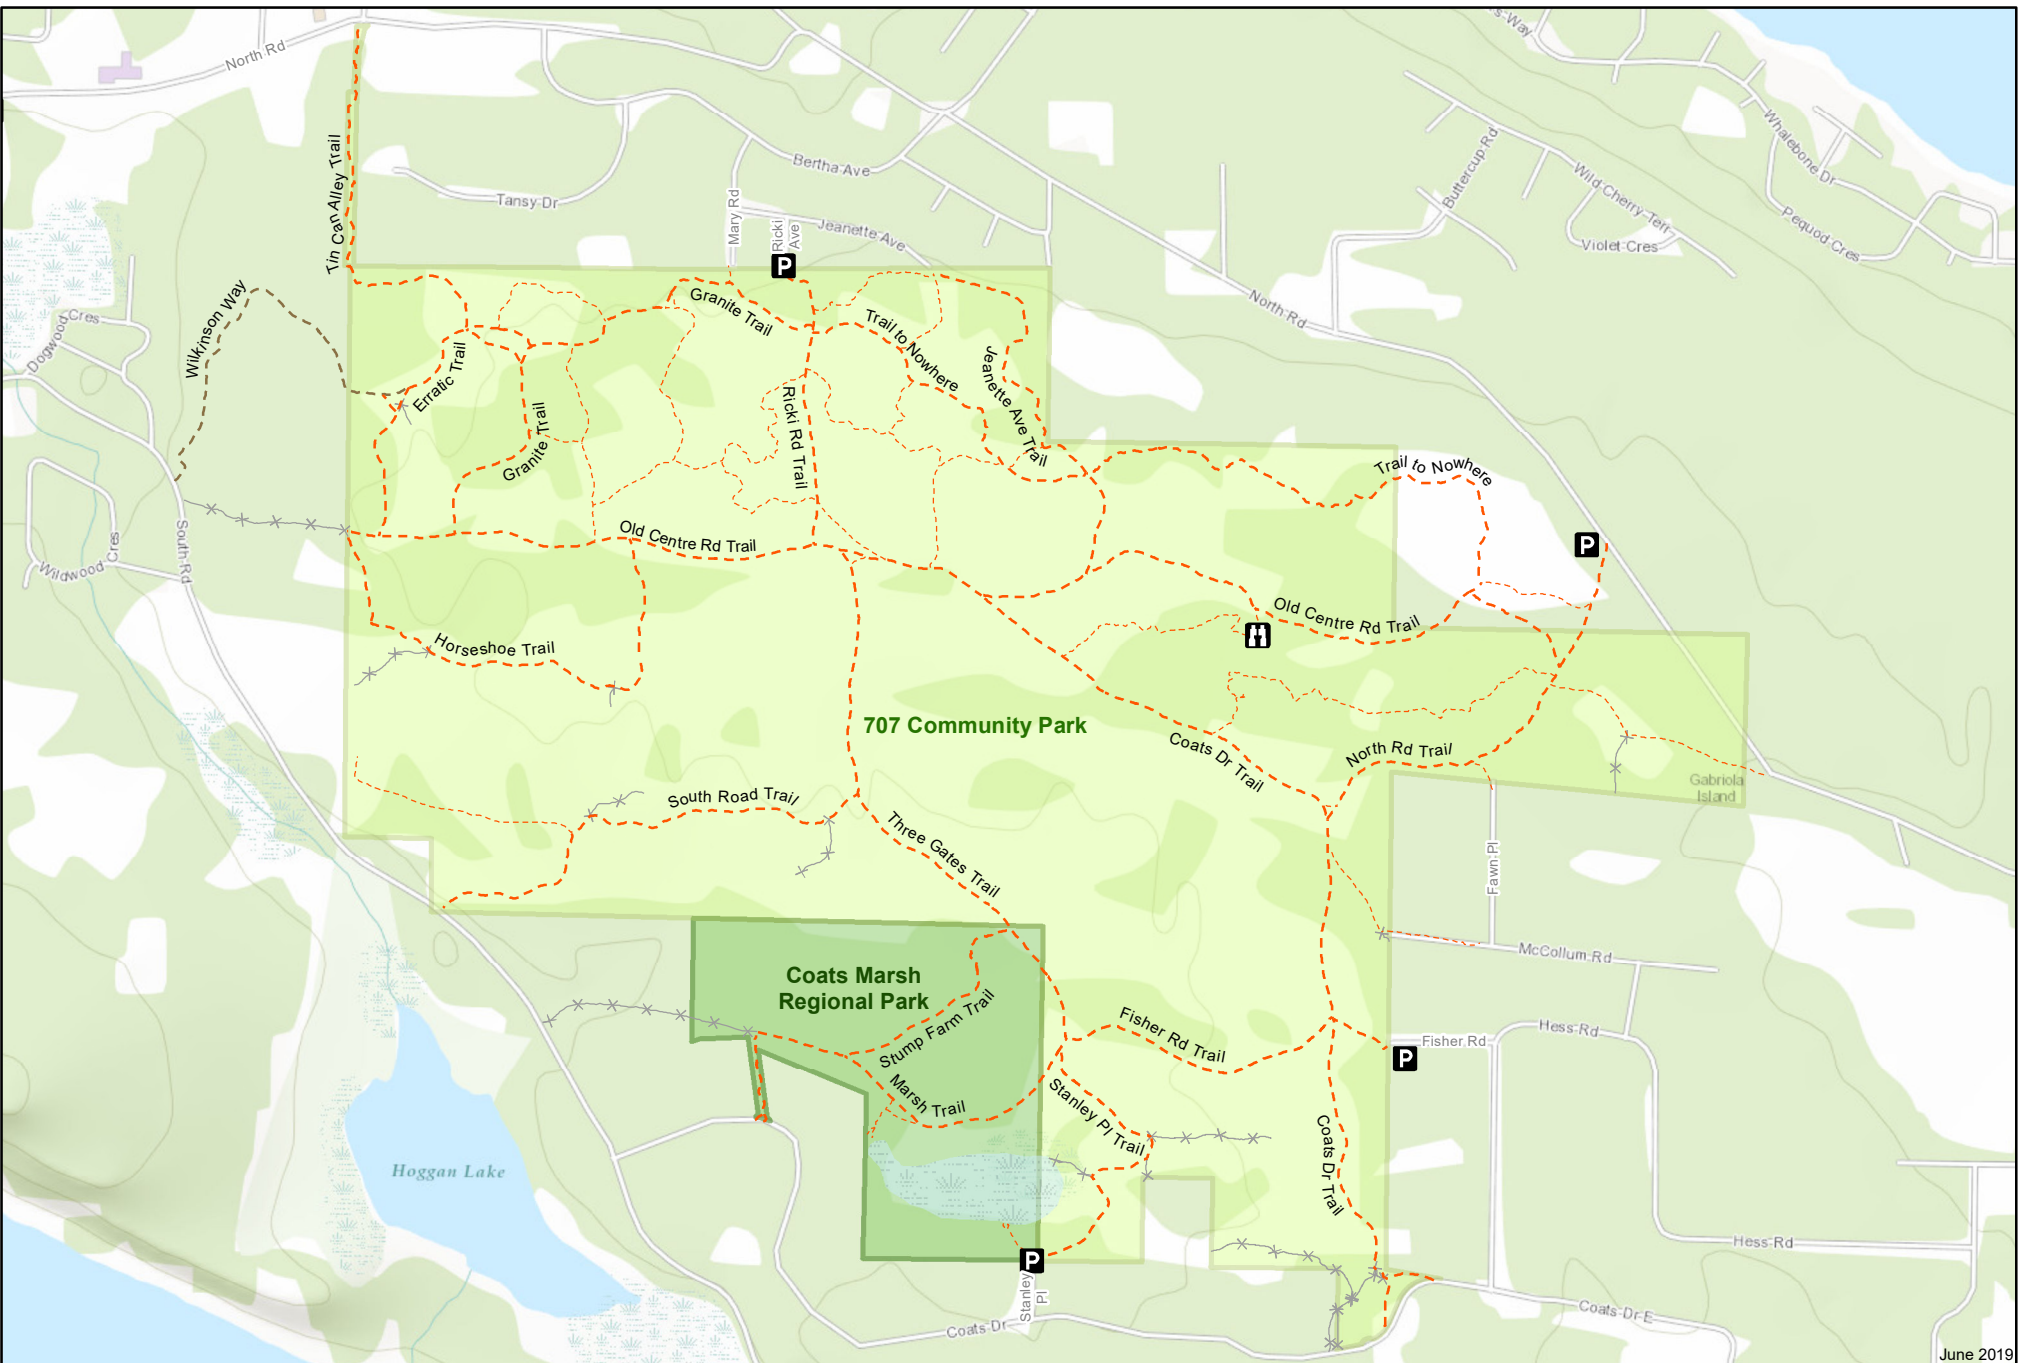 s-Way
North Rd
Whalebone Dr
Buttercup Rd
Bertha Ave
Wild Cherry Terr
Tin Can Alley Trail
Tansy Dr
Mary Rd
Ricki
Ave
Jeanette Ave
Violet Cres
Pequod Cres
P
Wilkinson Way
Granite Trail
Trail to Nowhere
North Rd
Dogwood Cres
Erratic Trail
Jeanette Ave Trail
Ricki Rd Trail
Granite Trail
Trail to Nowhere
South Rd
Old Centre Rd Trail
P
Wildwood Cres
Old Centre Rd Trail
Horseshoe Trail
707 Community Park
Coats Dr Trail
North Rd Trail
Gabriola
Island
South Road Trail
Three Gates Trail
Fawn Pl
McCollum Rd
Coats Marsh
Regional Park
Stump Farm Trail
Fisher Rd Trail
Hess Rd
Fisher Rd
P
Marsh Trail
Stanley Pl Trail
Coats Dr Trail
Hoggan Lake
Hess Rd
P
Stanley
Pl
Coats Dr
Coats Dr E
June 2019